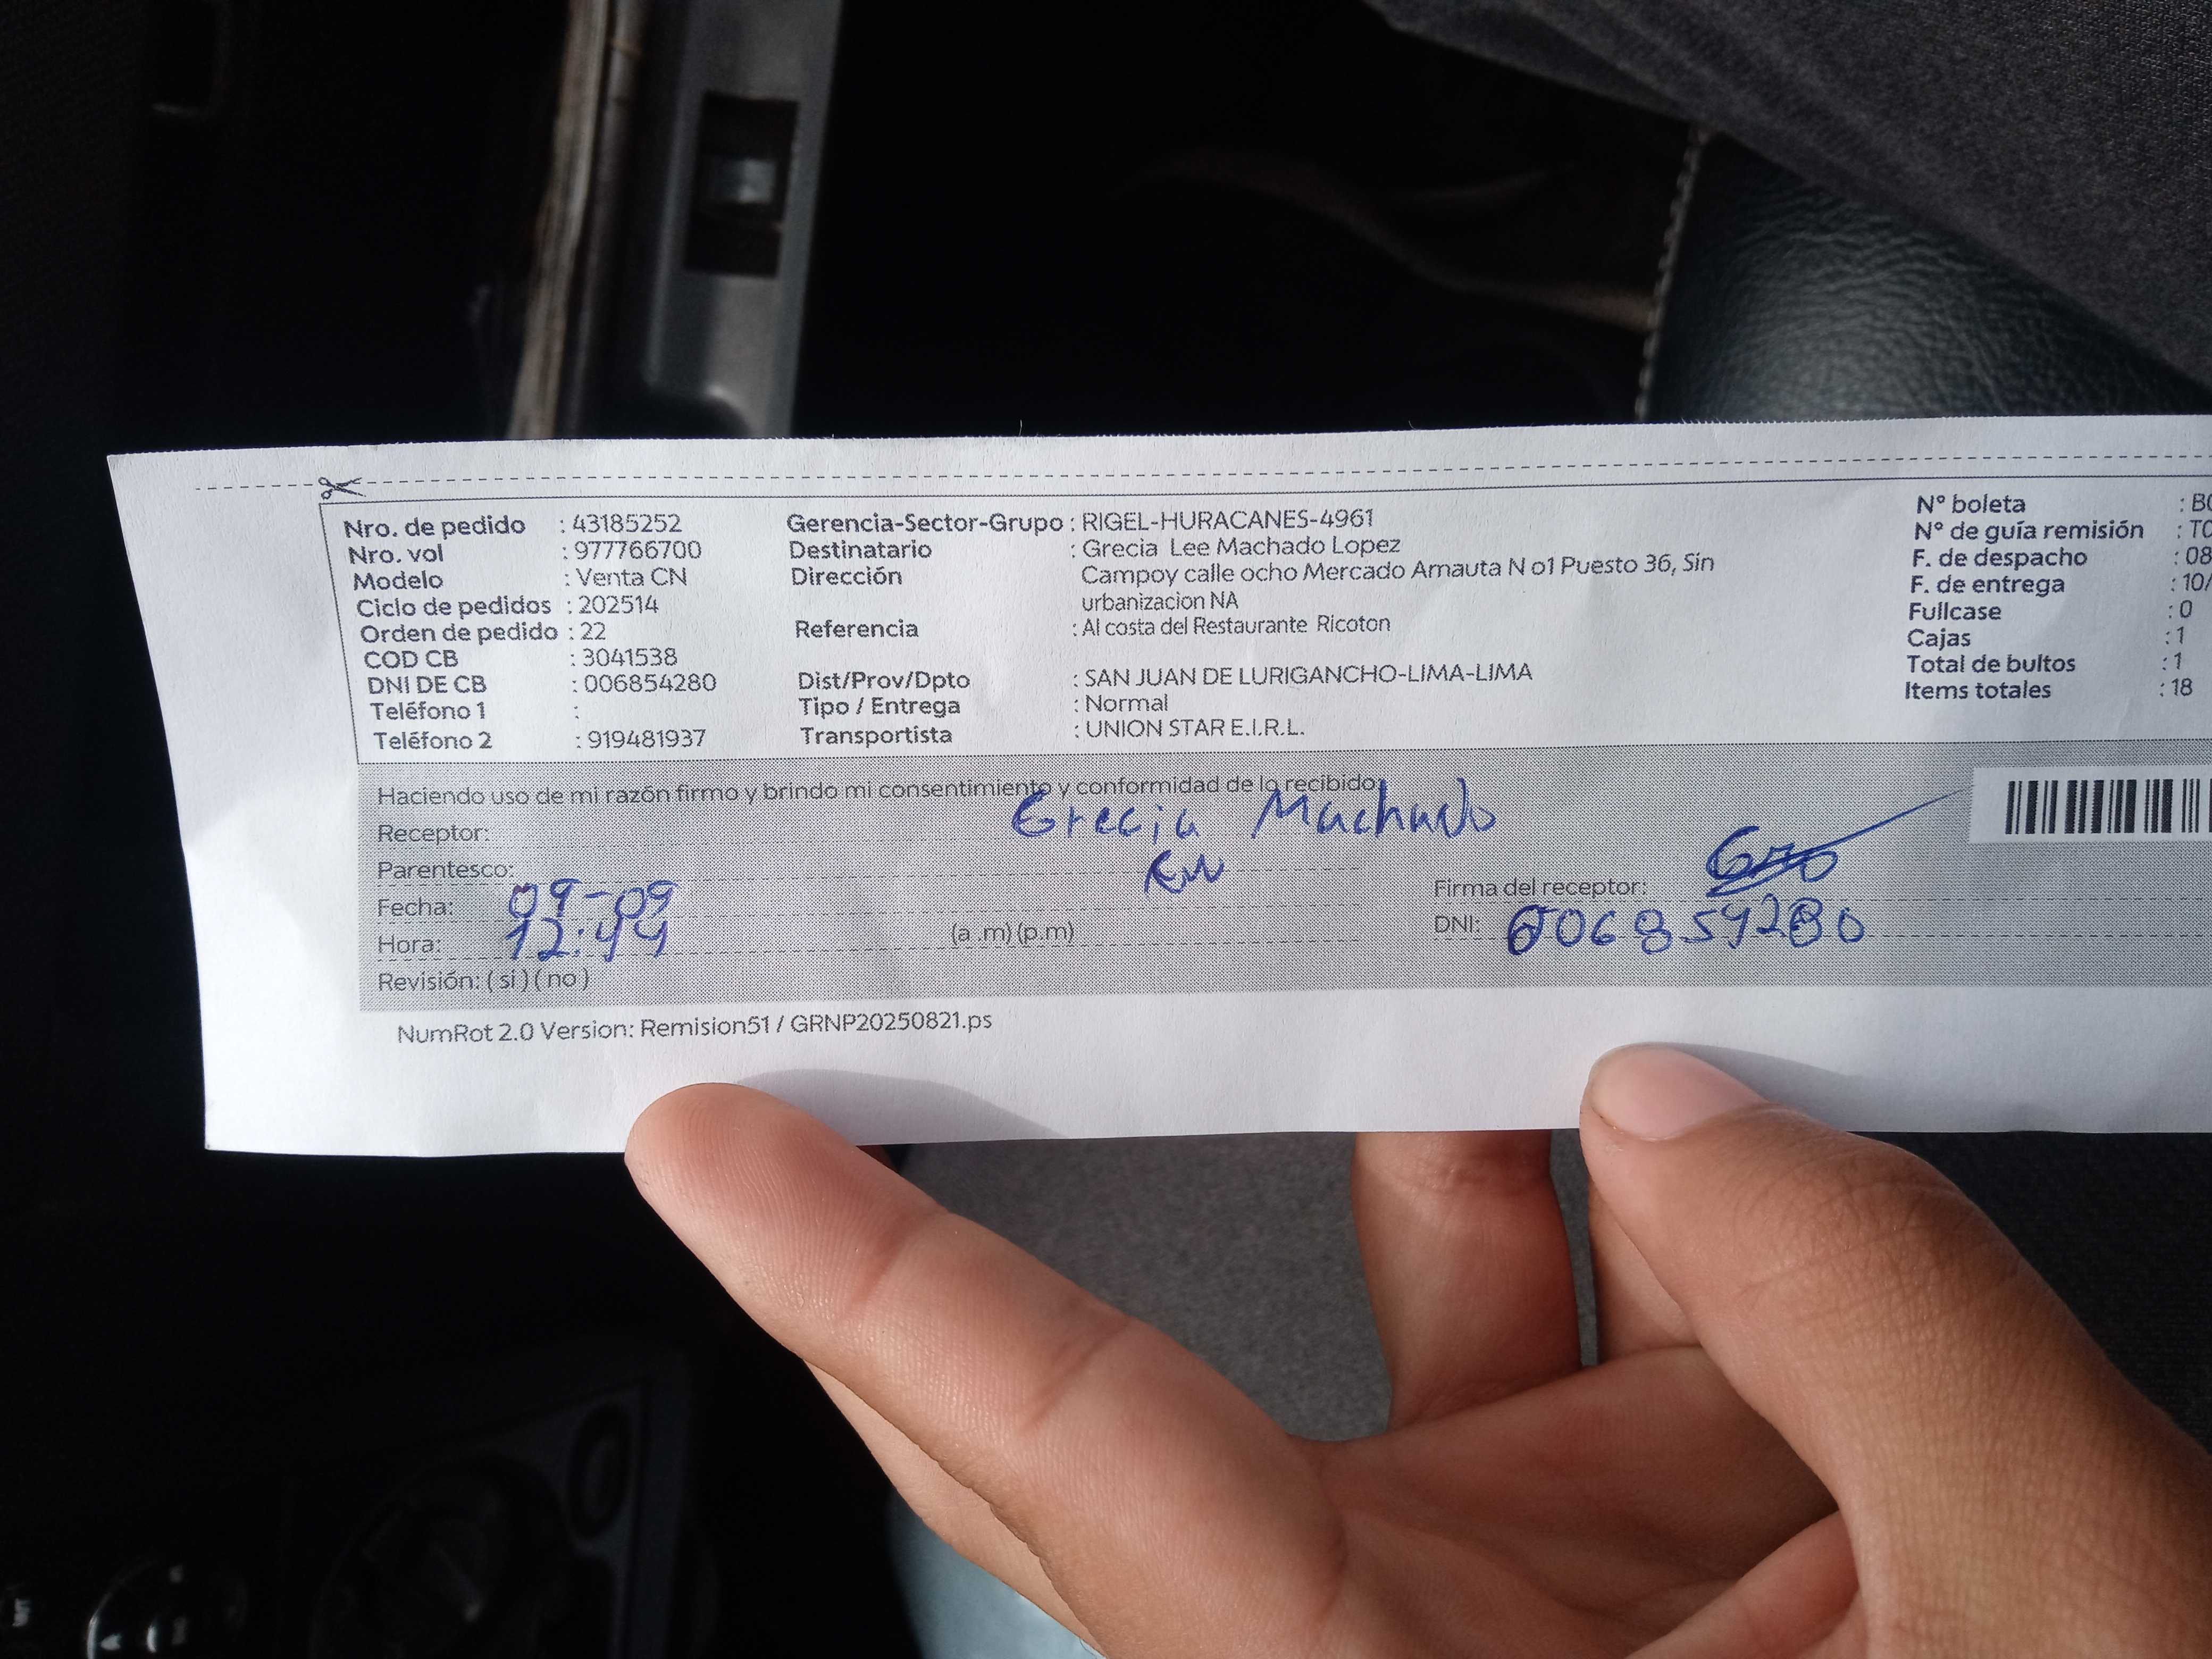 Nro. de pedido : 43185252
Nro. vol : 977766700
Modelo : Venta CN
Ciclo de pedidos : 202514
Orden de pedido : 22
COD CB : 3041538
DNI DE CB : 006854280
Teléfono 1 :
Teléfono 2 : 919481937
Gerencia-Sector-Grupo : RIGEL-HURACANES-4961
Destinatario : Grecia Lee Machado Lopez
Dirección Campoy calle ocho Mercado Amauta N o1 Puesto 36, Sin
urbanizacion NA
Referencia : Al costa del Restaurante Ricoton
Dist/Prov/Dpto : SAN JUAN DE LURIGANCHO-LIMA-LIMA
Tipo / Entrega : Normal
Transportista : UNION STAR E.I.R.L.
N° boleta : B
N° de guía remisión : T
F. de despacho : 08
F. de entrega : 10/
Fullcase : 0
Cajas : 1
Total de bultos : 1
Items totales : 18
Haciendo uso de mi razón firmo y brindo mi consentimiento y conformidad de lo recibido
Receptor: Grecia Machado
Parentesco:
Fecha: 09-09
Hora: 12:44 (a .m) (p.m)
Revisión: ( si ) ( no )
Firma del receptor:
DNI: 006854280
NumRot 2.0 Version: Remision51 / GRNP20250821.ps